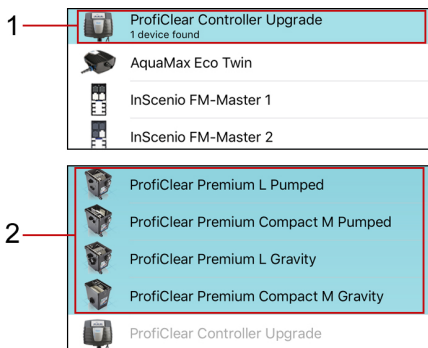 1
ProfiClear Controller Upgrade
1 device found
AquaMax Eco Twin
InScenio FM-Master 1
InScenio FM-Master 2
2
ProfiClear Premium L Pumped
ProfiClear Premium Compact M Pumped
ProfiClear Premium L Gravity
ProfiClear Premium Compact M Gravity
ProfiClear Controller Upgrade